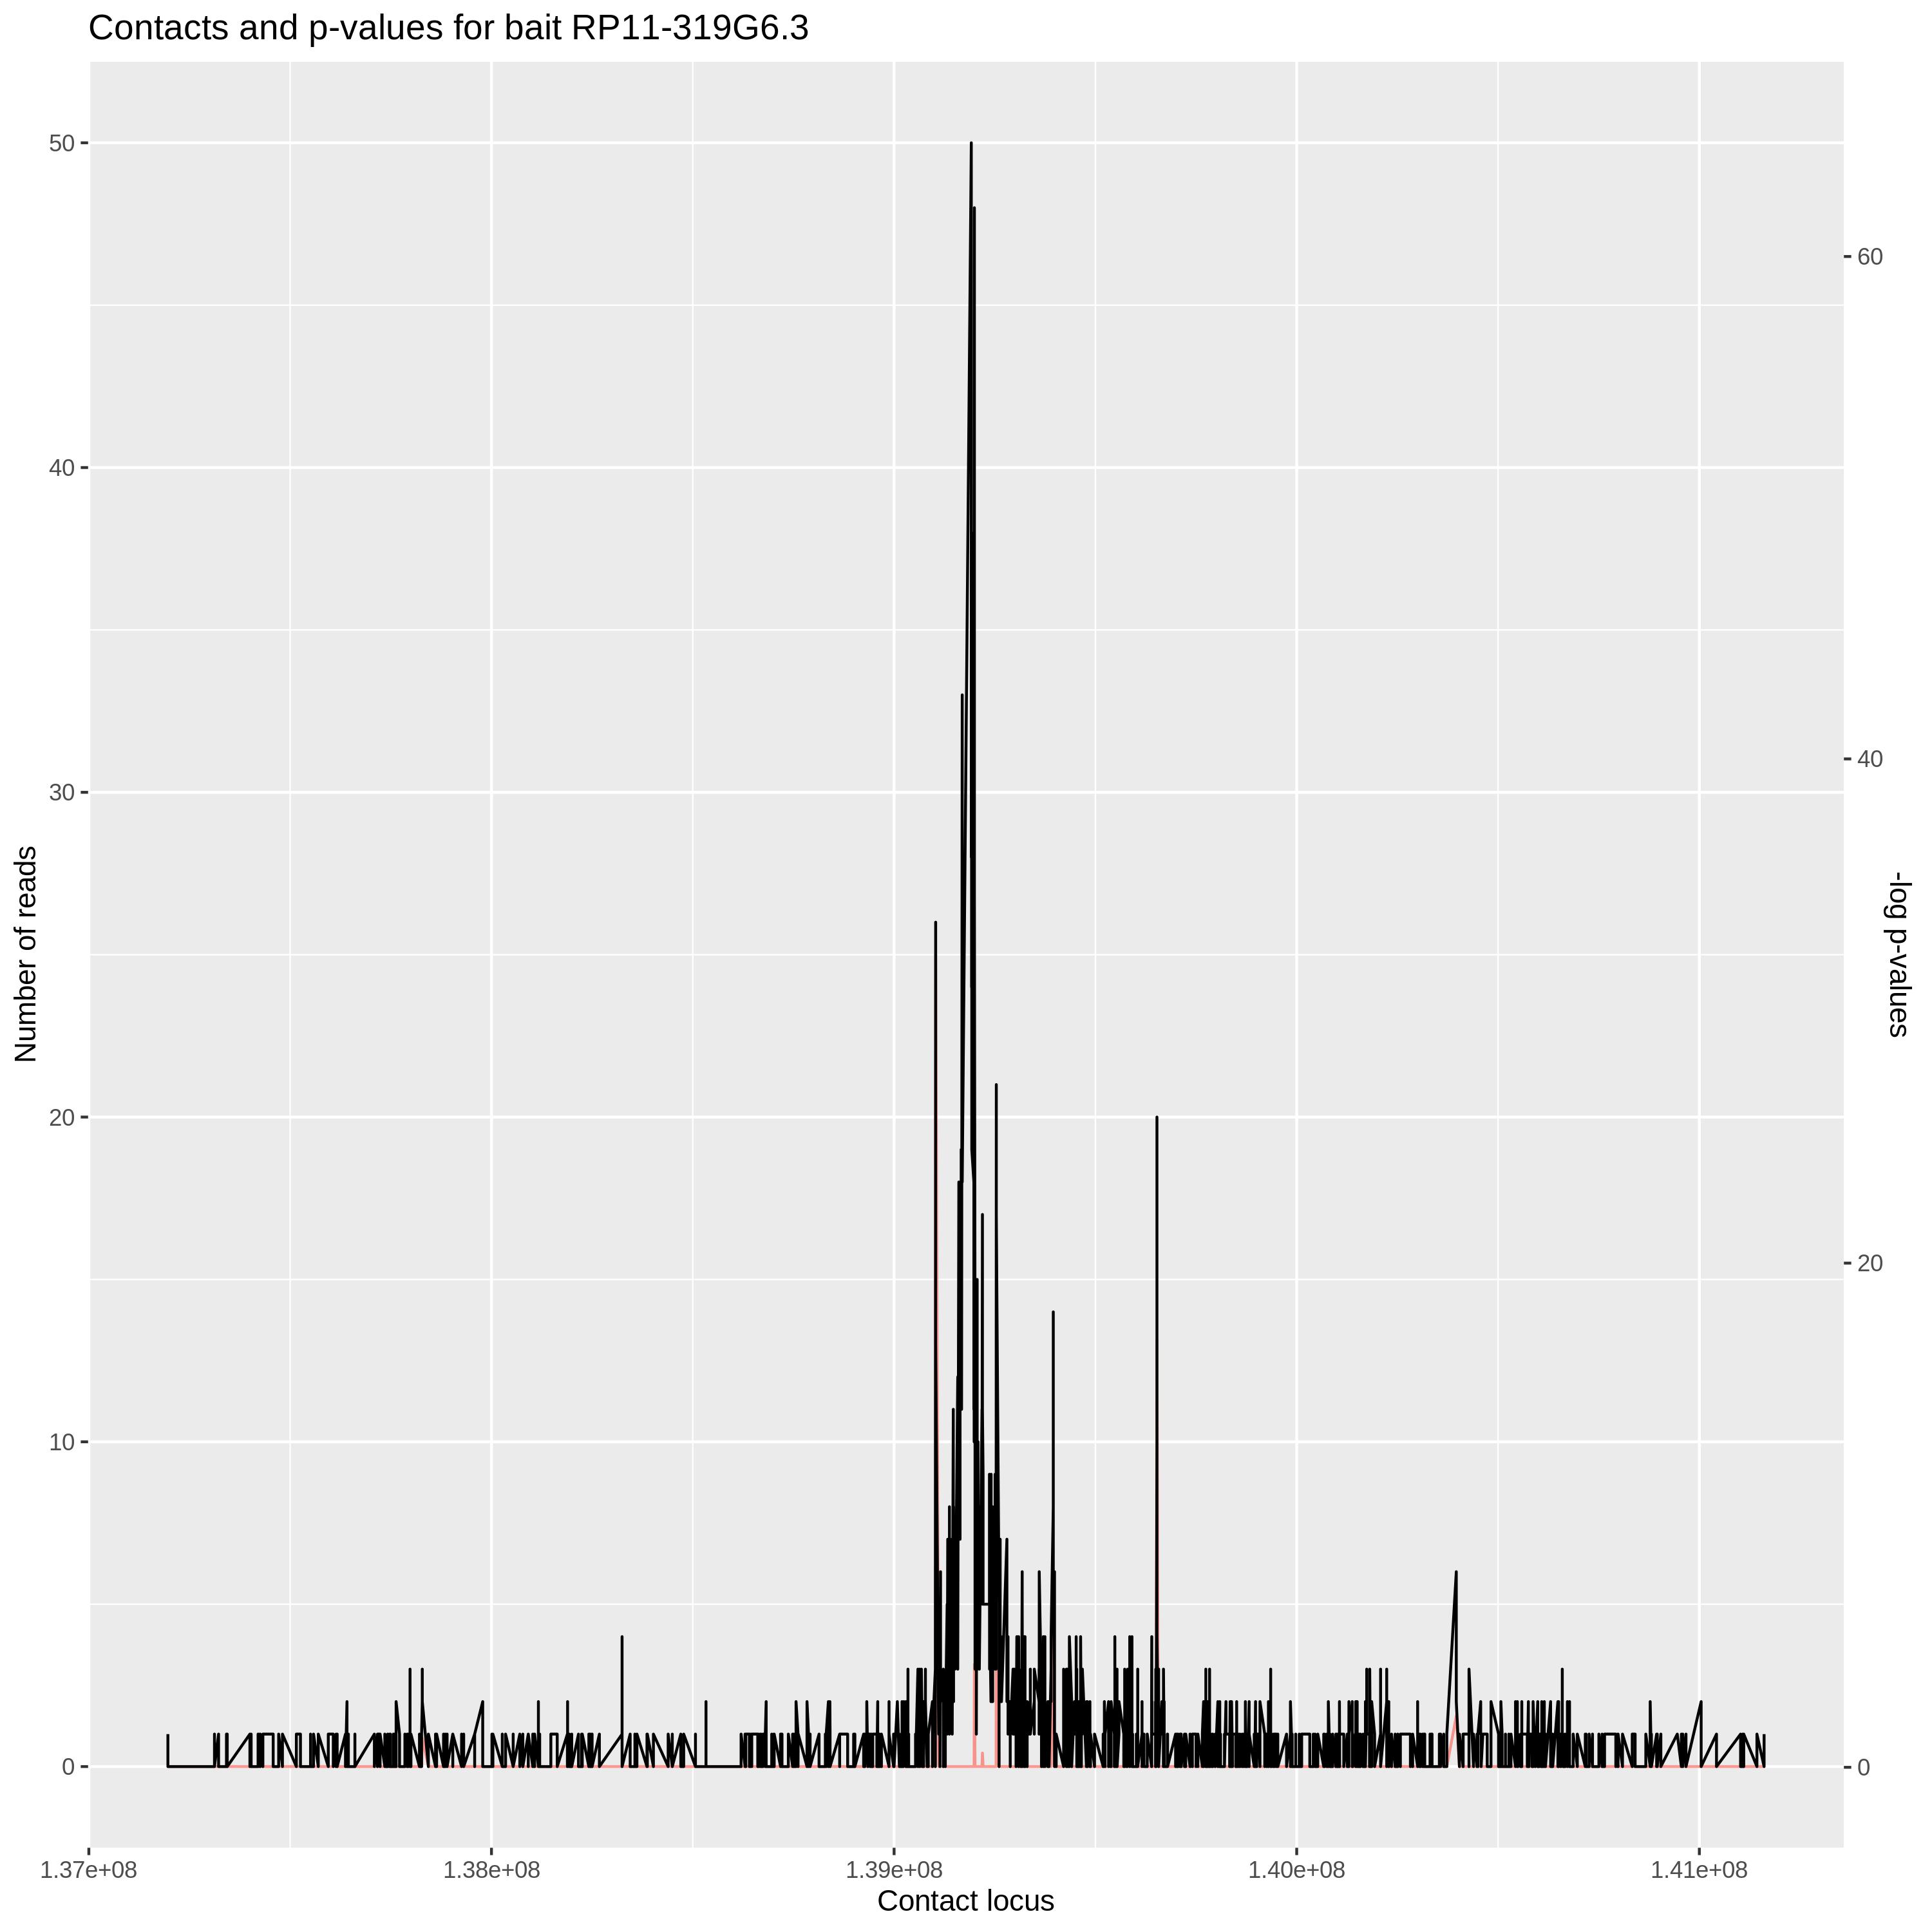 Contacts and p-values for bait RP11-319G6.3
50
40
30
20
10
0
Number of reads
60
40
20
0
-log p-values
1.37e+08
1.38e+08
1.39e+08
1.40e+08
1.41e+08
Contact locus